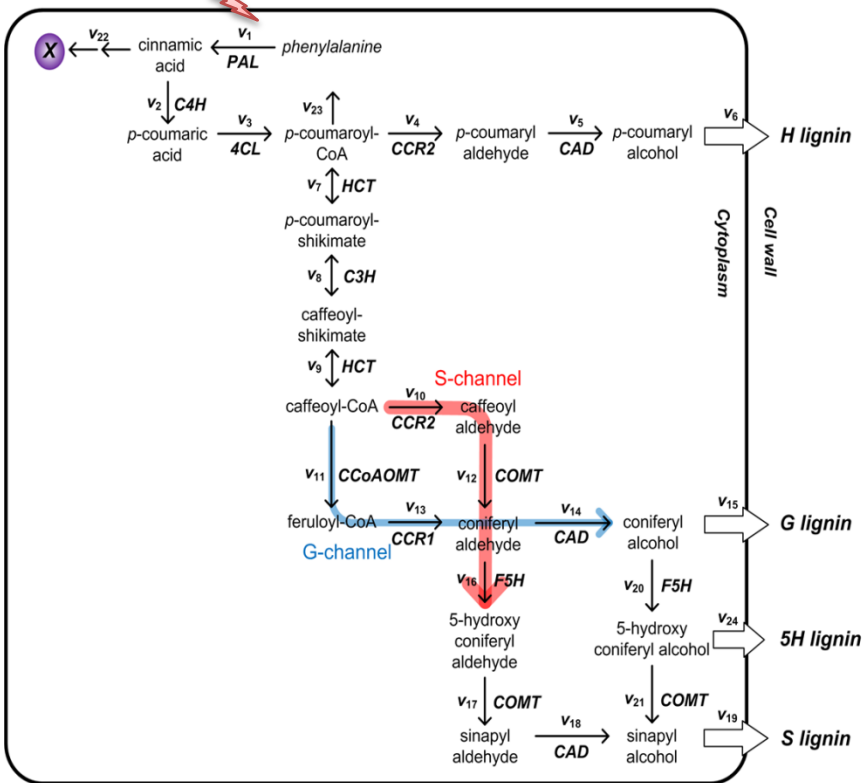 v1
X
v22
cinnamic
acid
PAL
phenylalanine
v2
C4H
v3
v23
v4
v5
v6
p-coumaric
acid
4CL
p-coumaroyl-
CoA
CCR2
p-coumaryl
aldehyde
CAD
p-coumaryl
alcohol
H lignin
v7
HCT
p-coumaroyl-
shikimate
Cytoplasm
Cell wall
v8
C3H
caffeoyl-
shikimate
v9
HCT
S-channel
caffeoyl-CoA
v10
CCR2
caffeoyl
aldehyde
v11
CCoAOMT
v12
COMT
v13
v14
v15
feruloyl-CoA
CCR1
coniferyl
aldehyde
CAD
coniferyl
alcohol
G lignin
G-channel
v16
F5H
v20
F5H
5-hydroxy
coniferyl
aldehyde
5-hydroxy
coniferyl alcohol
v24
5H lignin
v17
COMT
v21
COMT
v18
v19
sinapyl
aldehyde
CAD
sinapyl
alcohol
S lignin